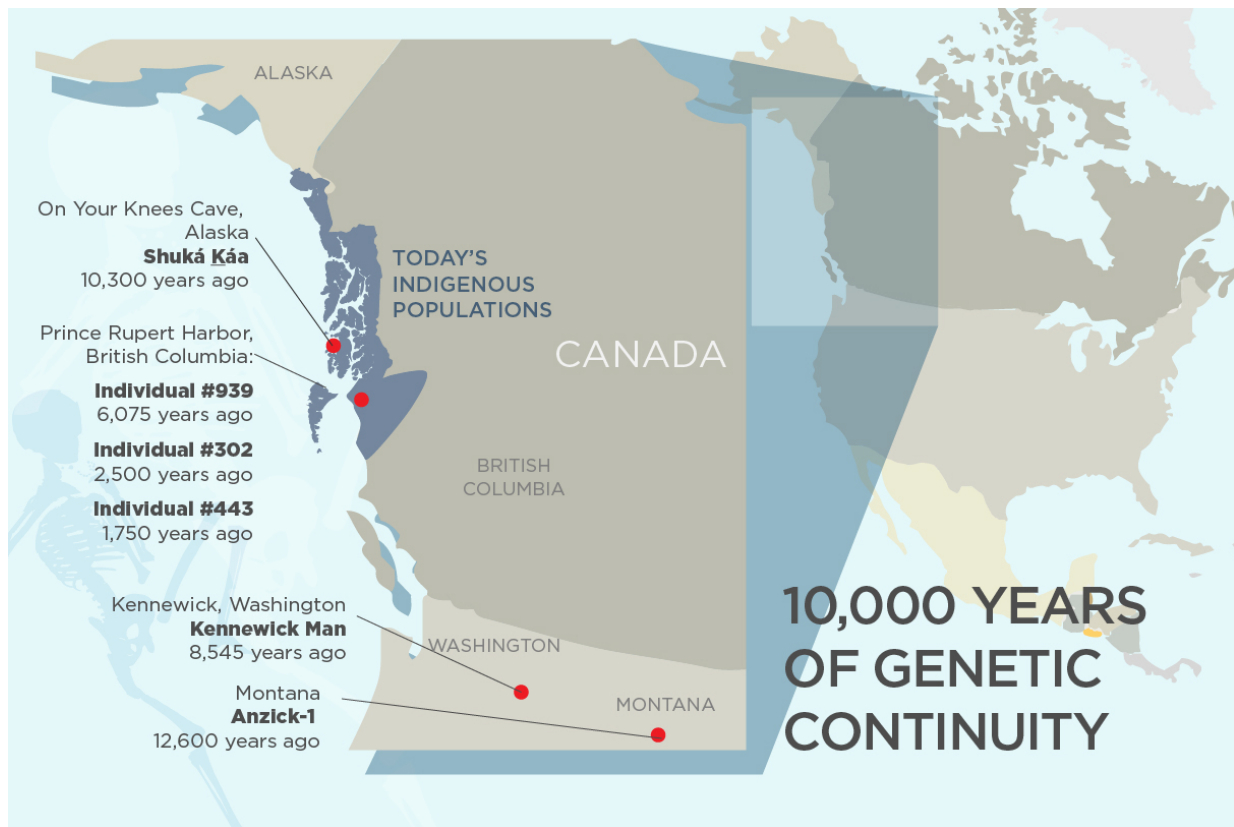 ALASKA
On Your Knees Cave,
Alaska
Shuká Ḵáa
10,300 years ago
TODAY'S
INDIGENOUS
POPULATIONS
Prince Rupert Harbor,
British Columbia:
CANADA
Individual #939
6,075 years ago
Individual #302
2,500 years ago
BRITISH
COLUMBIA
Individual #443
1,750 years ago
Kennewick, Washington
Kennewick Man
8,545 years ago
WASHINGTON
Montana
Anzick-1
12,600 years ago
MONTANA
10,000 YEARS
OF GENETIC
CONTINUITY